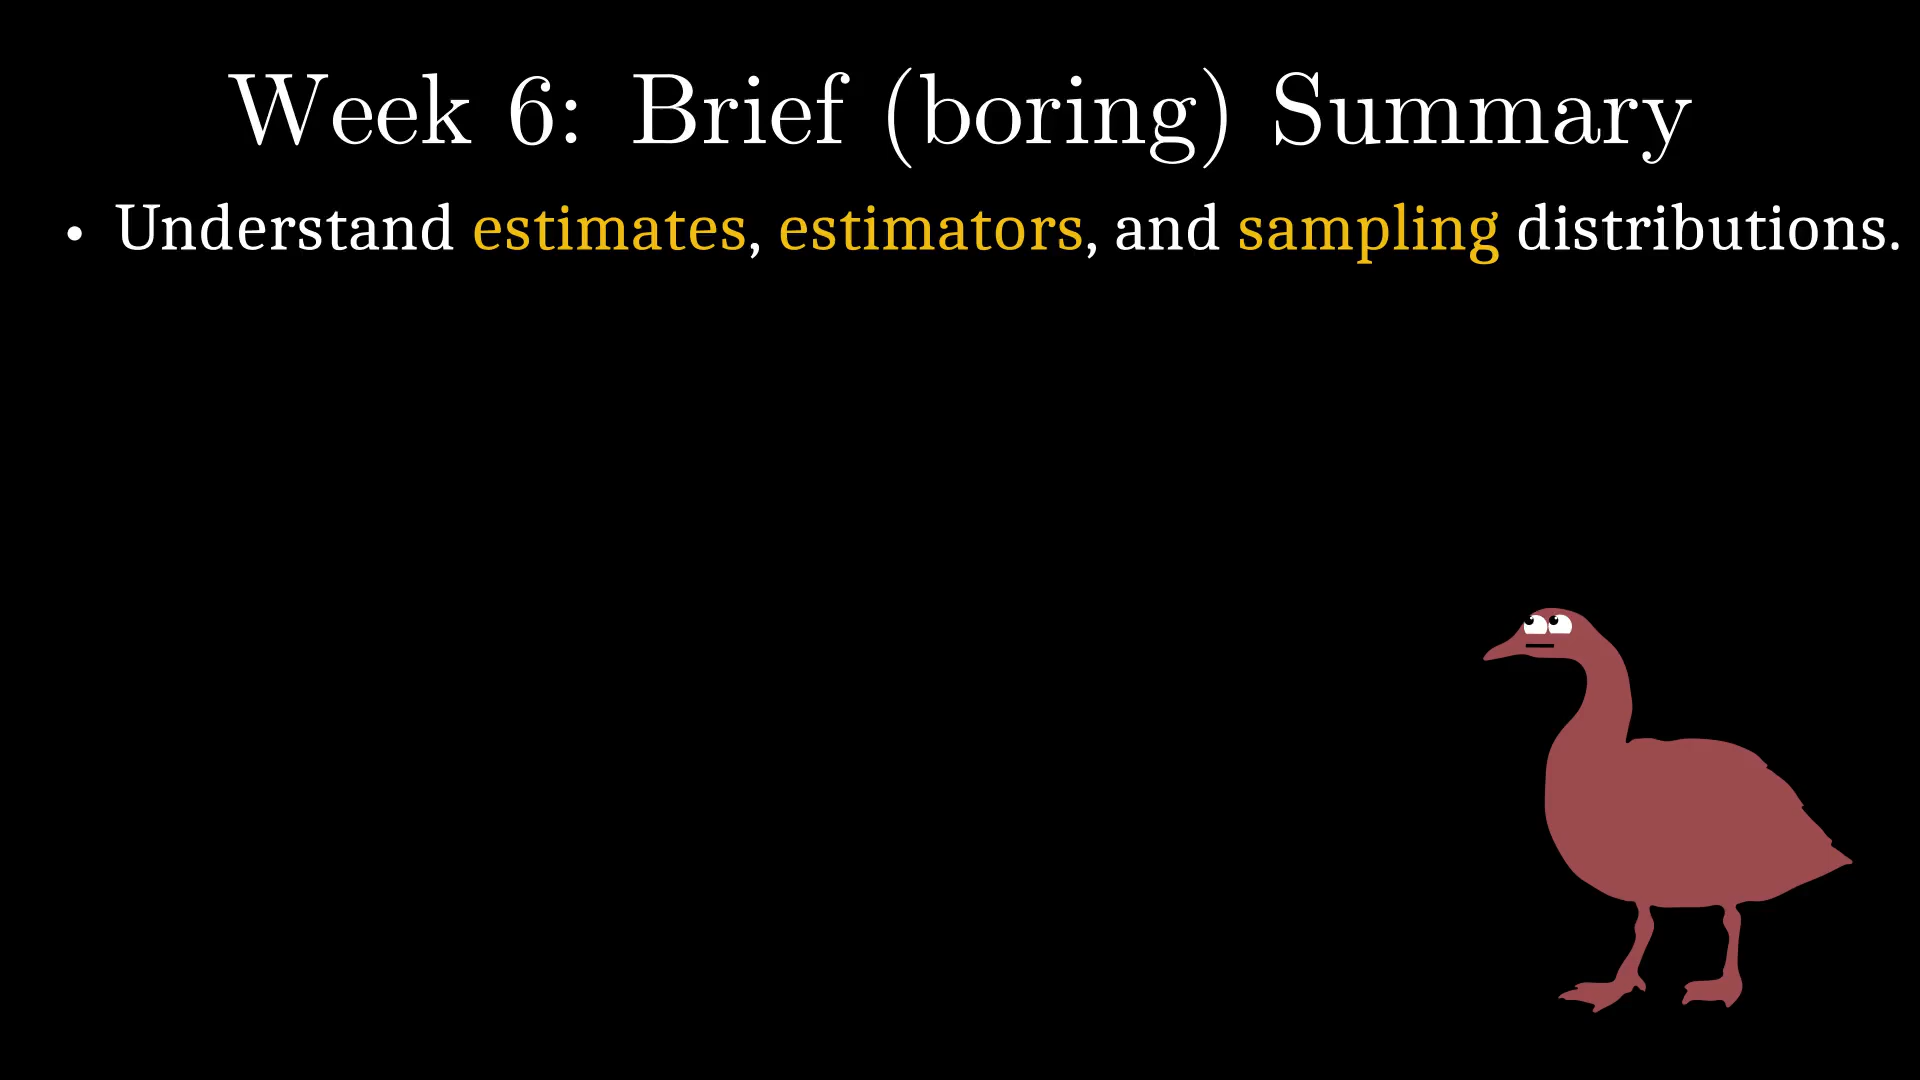 Week 6: Brief (boring) Summary
• Understand estimates, estimators, and sampling distributions.